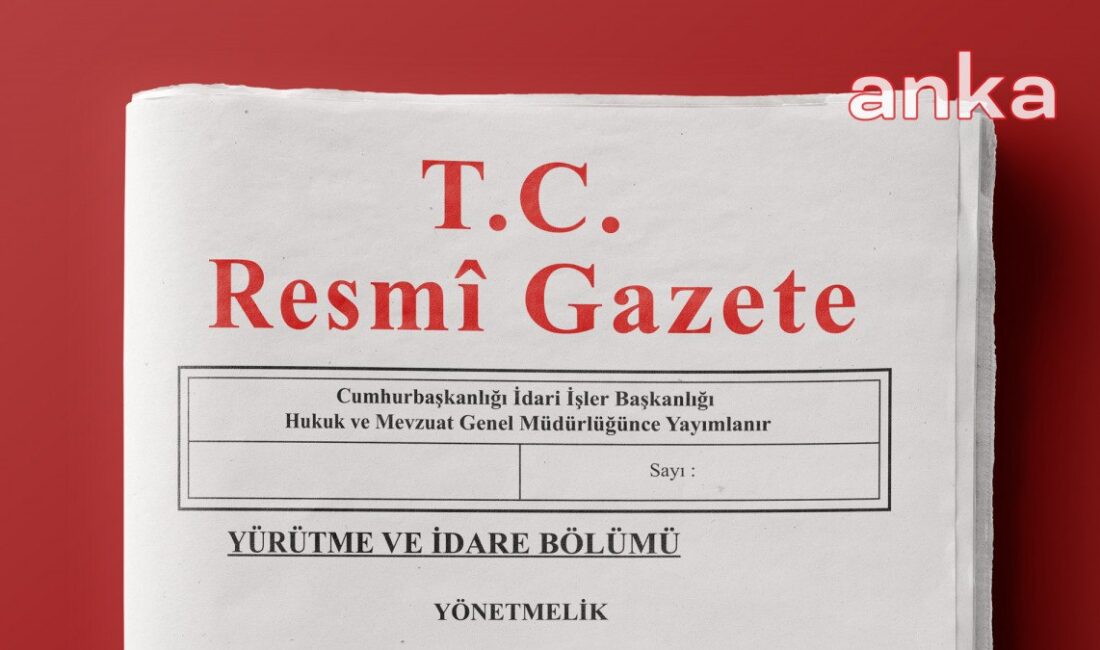 anka
T.C.
Resmî Gazete
Cumhurbaşkanlığı İdari İşler Başkanlığı
Hukuk ve Mevzuat Genel Müdürlüğünce Yayımlanır
Sayı :
YÜRÜTME VE İDARE BÖLÜMÜ
YÖNETMELİK